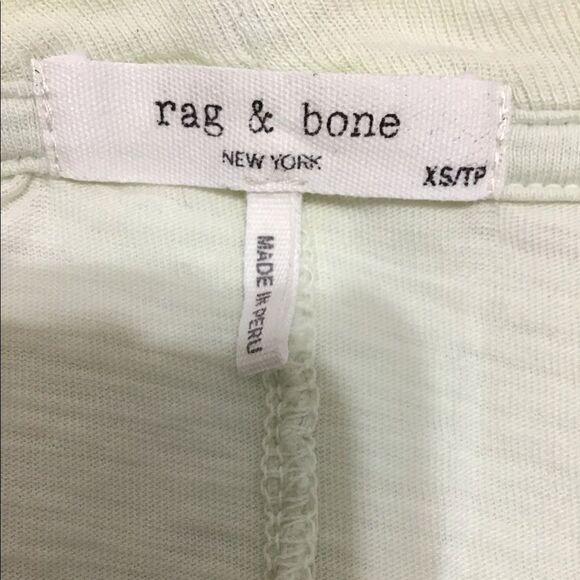 rag & bone
NEW YORK
XS/TP
MADE IN PERU